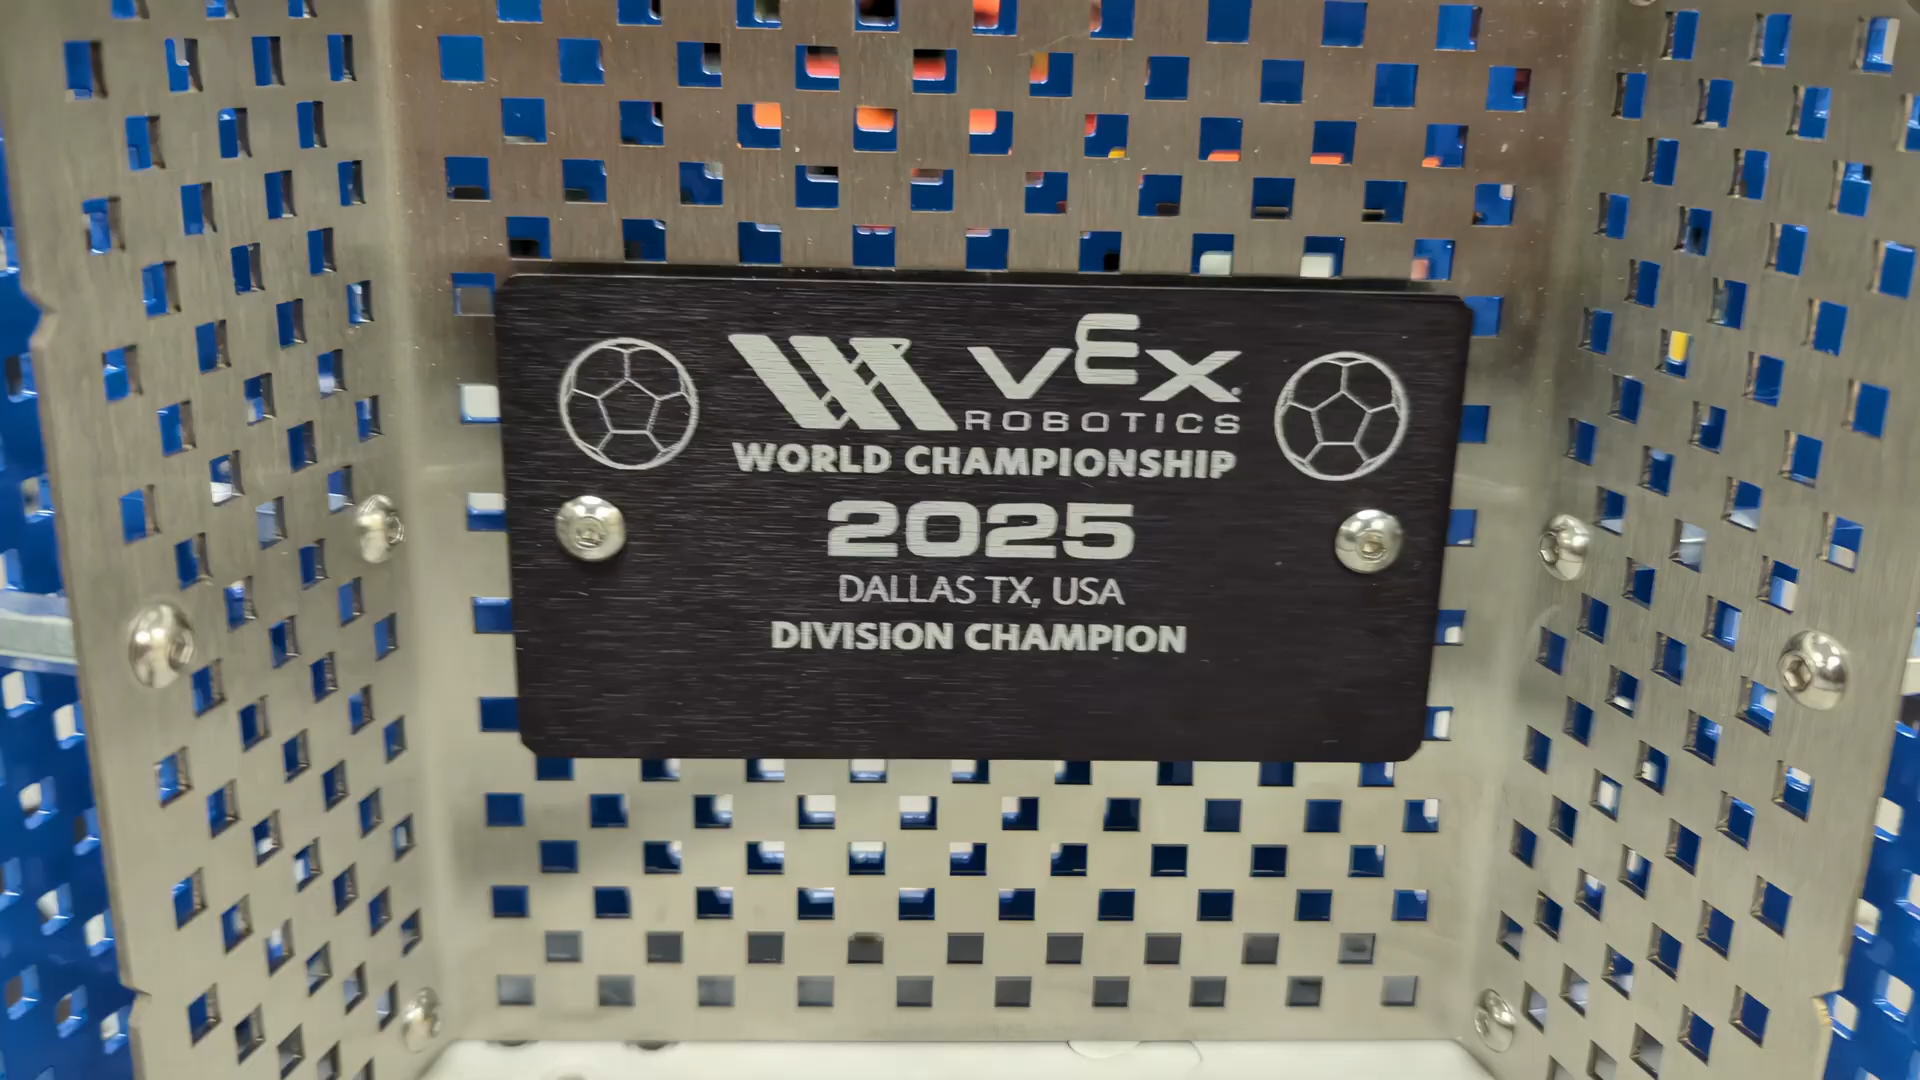 VEX
ROBOTICS
WORLD CHAMPIONSHIP
2025
DALLAS TX, USA
DIVISION CHAMPION